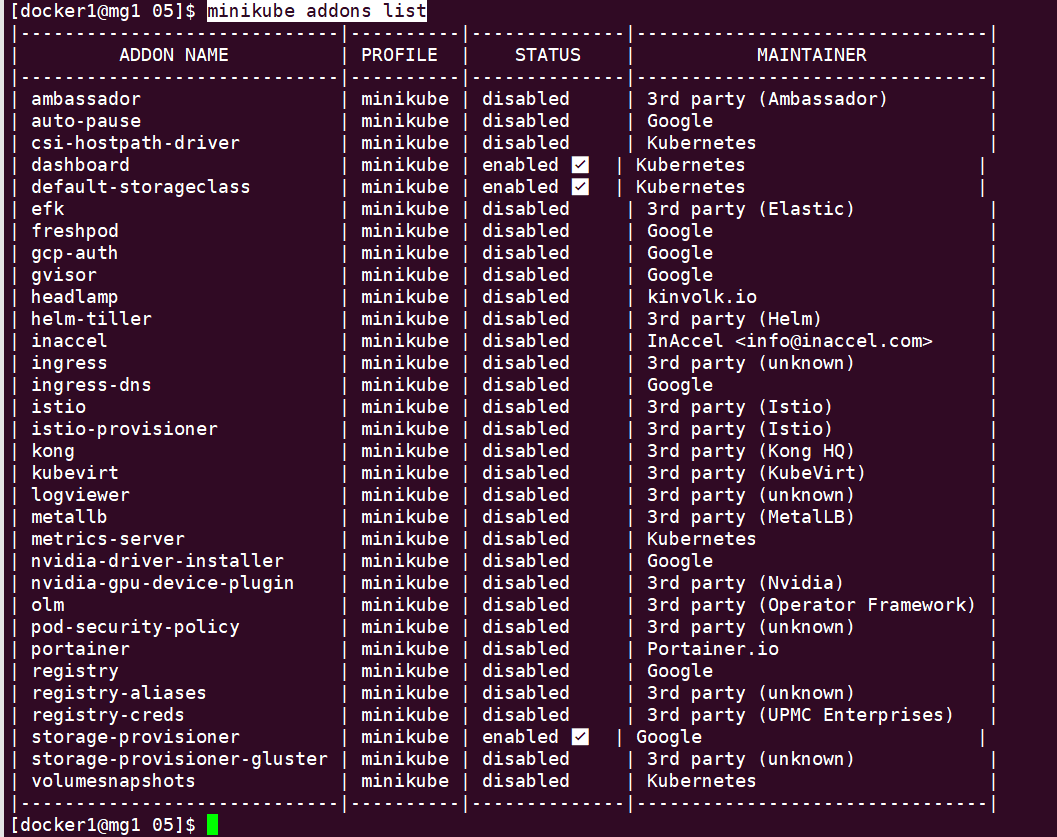 [docker1@mg1 05]$ minikube addons list
|-----------------------------|----------|--------------|--------------------------------|
|         ADDON NAME          | PROFILE  |    STATUS    |           MAINTAINER           |
|-----------------------------|----------|--------------|--------------------------------|
| ambassador                  | minikube | disabled     | 3rd party (Ambassador)         |
| auto-pause                  | minikube | disabled     | Google                         |
| csi-hostpath-driver         | minikube | disabled     | Kubernetes                     |
| dashboard                   | minikube | enabled ✅   | Kubernetes                     |
| default-storageclass        | minikube | enabled ✅   | Kubernetes                     |
| efk                         | minikube | disabled     | 3rd party (Elastic)            |
| freshpod                    | minikube | disabled     | Google                         |
| gcp-auth                    | minikube | disabled     | Google                         |
| gvisor                      | minikube | disabled     | Google                         |
| headlamp                    | minikube | disabled     | kinvolk.io                     |
| helm-tiller                 | minikube | disabled     | 3rd party (Helm)               |
| inaccel                     | minikube | disabled     | InAccel <info@inaccel.com>     |
| ingress                     | minikube | disabled     | 3rd party (unknown)            |
| ingress-dns                 | minikube | disabled     | Google                         |
| istio                       | minikube | disabled     | 3rd party (Istio)              |
| istio-provisioner           | minikube | disabled     | 3rd party (Istio)              |
| kong                        | minikube | disabled     | 3rd party (Kong HQ)            |
| kubevirt                    | minikube | disabled     | 3rd party (KubeVirt)           |
| logviewer                   | minikube | disabled     | 3rd party (unknown)            |
| metallb                     | minikube | disabled     | 3rd party (MetalLB)            |
| metrics-server              | minikube | disabled     | Kubernetes                     |
| nvidia-driver-installer     | minikube | disabled     | Google                         |
| nvidia-gpu-device-plugin    | minikube | disabled     | 3rd party (Nvidia)             |
| olm                         | minikube | disabled     | 3rd party (Operator Framework) |
| pod-security-policy         | minikube | disabled     | 3rd party (unknown)            |
| portainer                   | minikube | disabled     | Portainer.io                   |
| registry                    | minikube | disabled     | Google                         |
| registry-aliases            | minikube | disabled     | 3rd party (unknown)            |
| registry-creds              | minikube | disabled     | 3rd party (UPMC Enterprises)   |
| storage-provisioner         | minikube | enabled ✅   | Google                         |
| storage-provisioner-gluster | minikube | disabled     | 3rd party (unknown)            |
| volumesnapshots             | minikube | disabled     | Kubernetes                     |
|-----------------------------|----------|--------------|--------------------------------|
[docker1@mg1 05]$